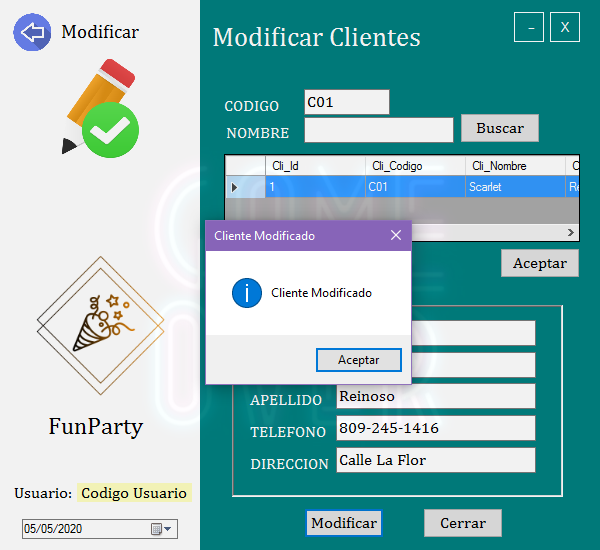 Modificar
Modificar Clientes
-
X
CODIGO
C01
NOMBRE
Buscar
Cli_Id
Cli_Codigo
Cli_Nombre
1
C01
Scarlet
Re
Cliente Modificado
Cliente Modificado
Aceptar
Aceptar
APELLIDO
Reinoso
TELEFONO
809-245-1416
DIRECCION
Calle La Flor
FunParty
Usuario:
Codigo Usuario
05/05/2020
Modificar
Cerrar